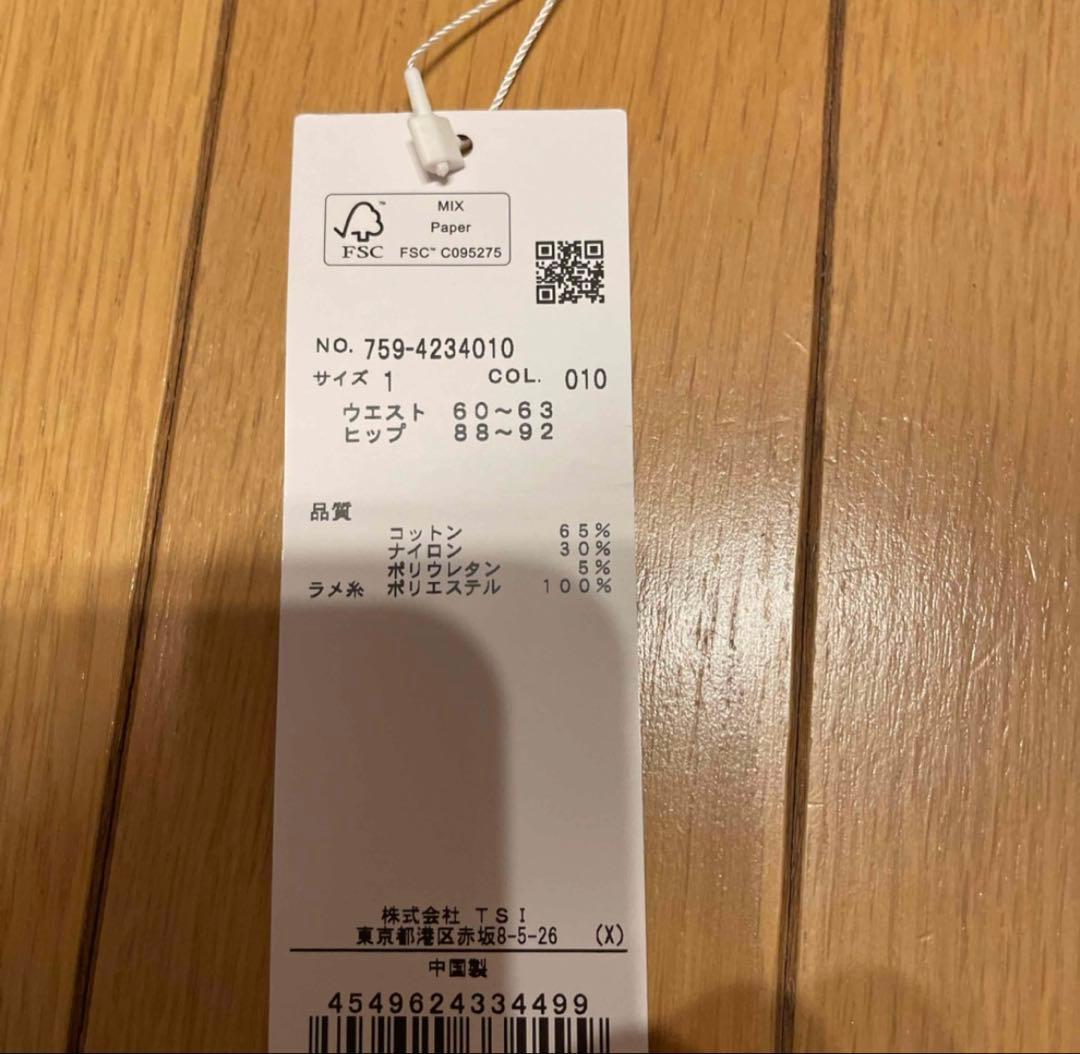 MIX
Paper
FSC™ C095275
FSC™
NO. 759-4234010
サイズ 1 COL. 010
ウエスト 60～63
ヒップ 88～92
品質
コットン 65%
ナイロン 30%
ポリウレタン 5%
ラメ糸 ポリエステル 100%
株式会社 TSI
東京都港区赤坂8-5-26 (X)
中国製
4549624334499